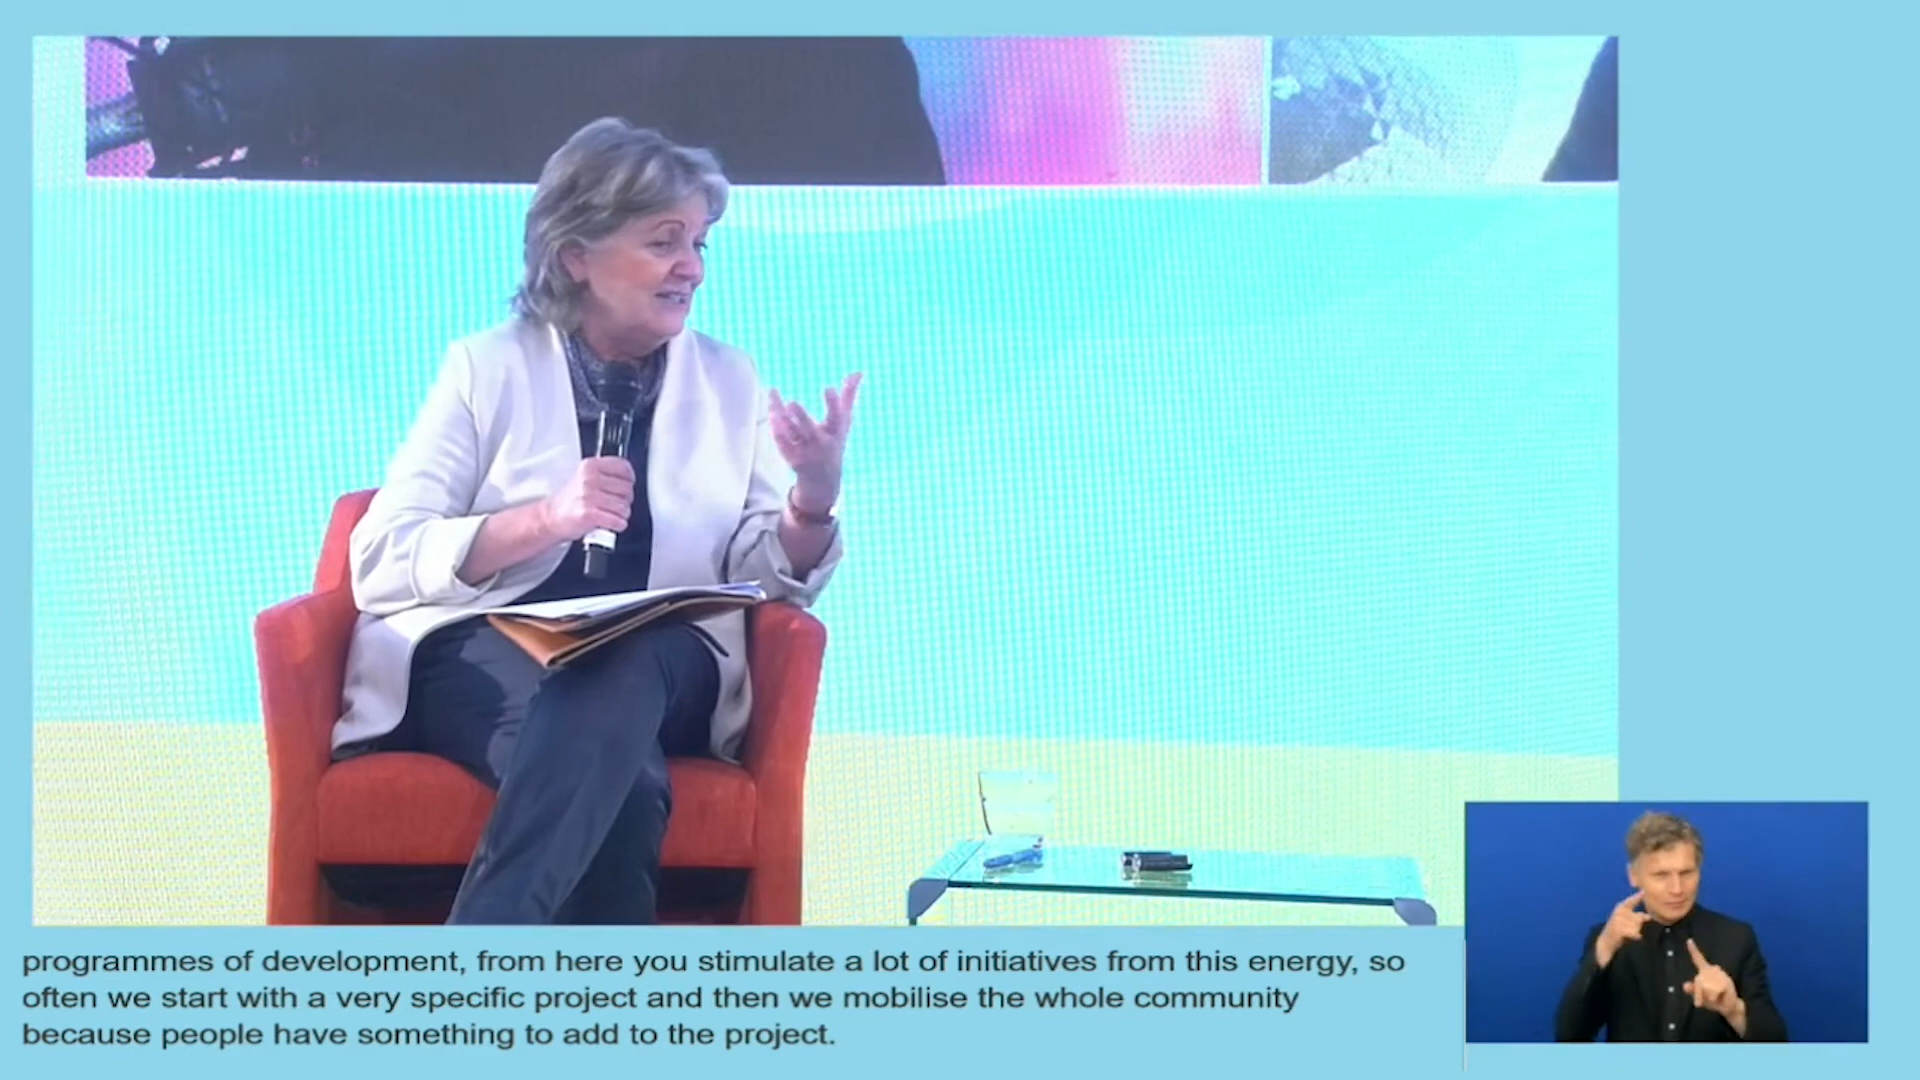 programmes of development, from here you stimulate a lot of initiatives from this energy, so
often we start with a very specific project and then we mobilise the whole community
because people have something to add to the project.